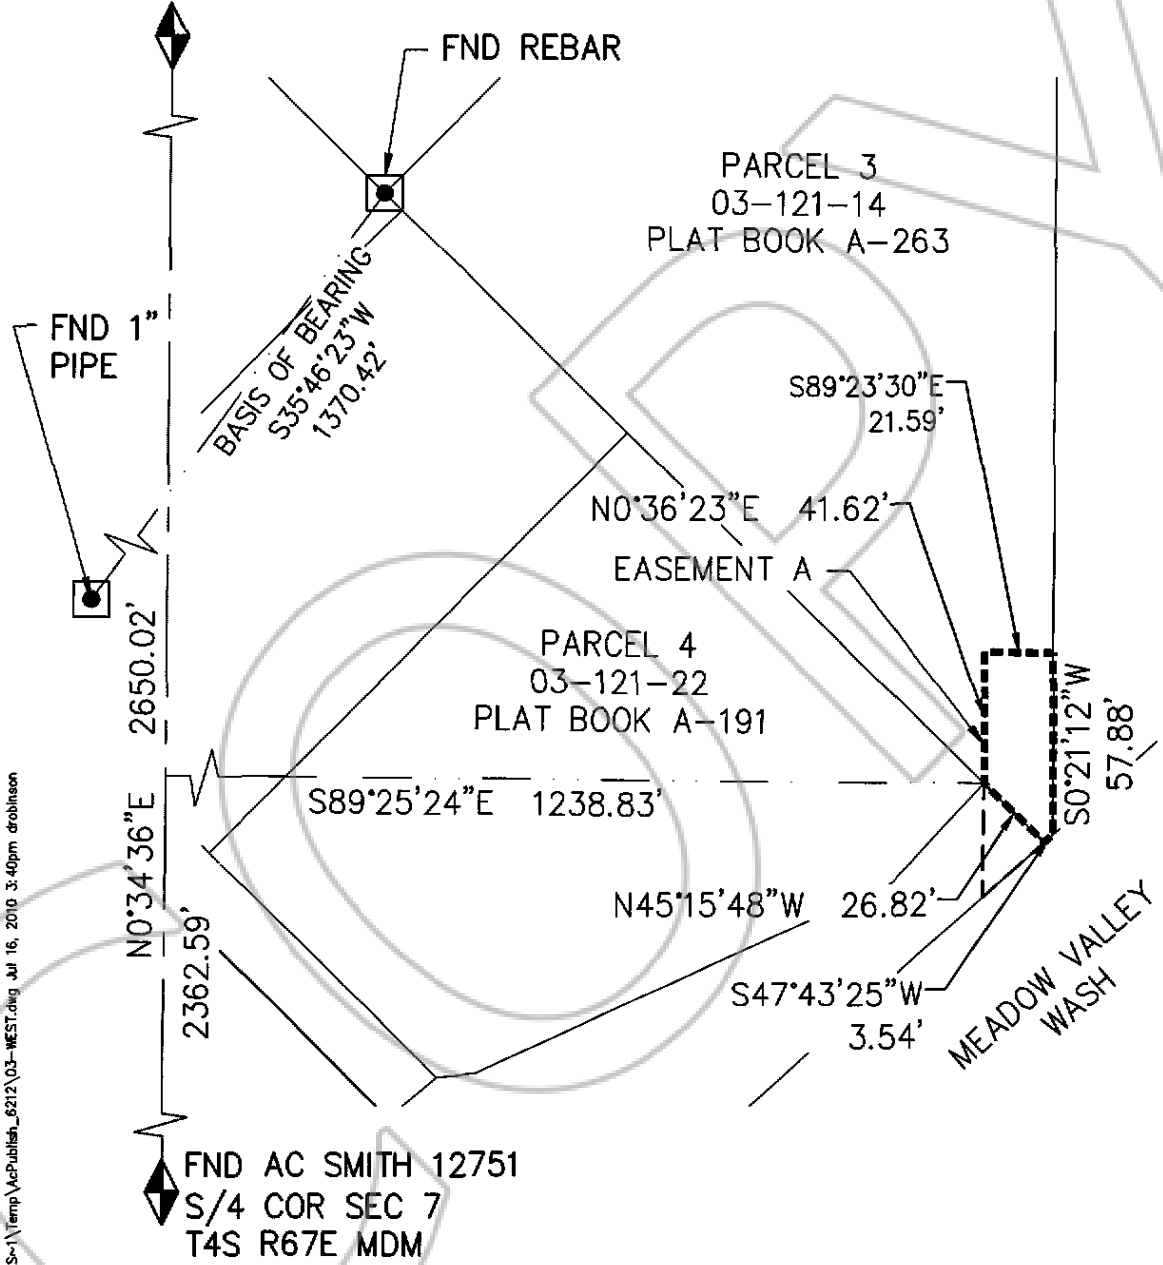 FND REBAR
PARCEL 3
03-121-14
PLAT BOOK A-263
FND 1"
PIPE
BASIS OF BEARING
S35°46'23"W
1370.42'
S89°23'30"E
21.59'
N0°36'23"E 41.62'
EASEMENT A
2650.02'
PARCEL 4
03-121-22
PLAT BOOK A-191
S0°21'12"W
57.88'
S89°25'24"E 1238.83'
N0°34'36"E
2362.59'
N45°15'48"W 26.82'
S47°43'25"W
3.54'
MEADOW VALLEY
WASH
FND AC SMITH 12751
S/4 COR SEC 7
T4S R67E MDM
S~1\Temp\AcPublish_6212\03-WEST.dwg Jul 16, 2010 3:40pm drobinson
COPY